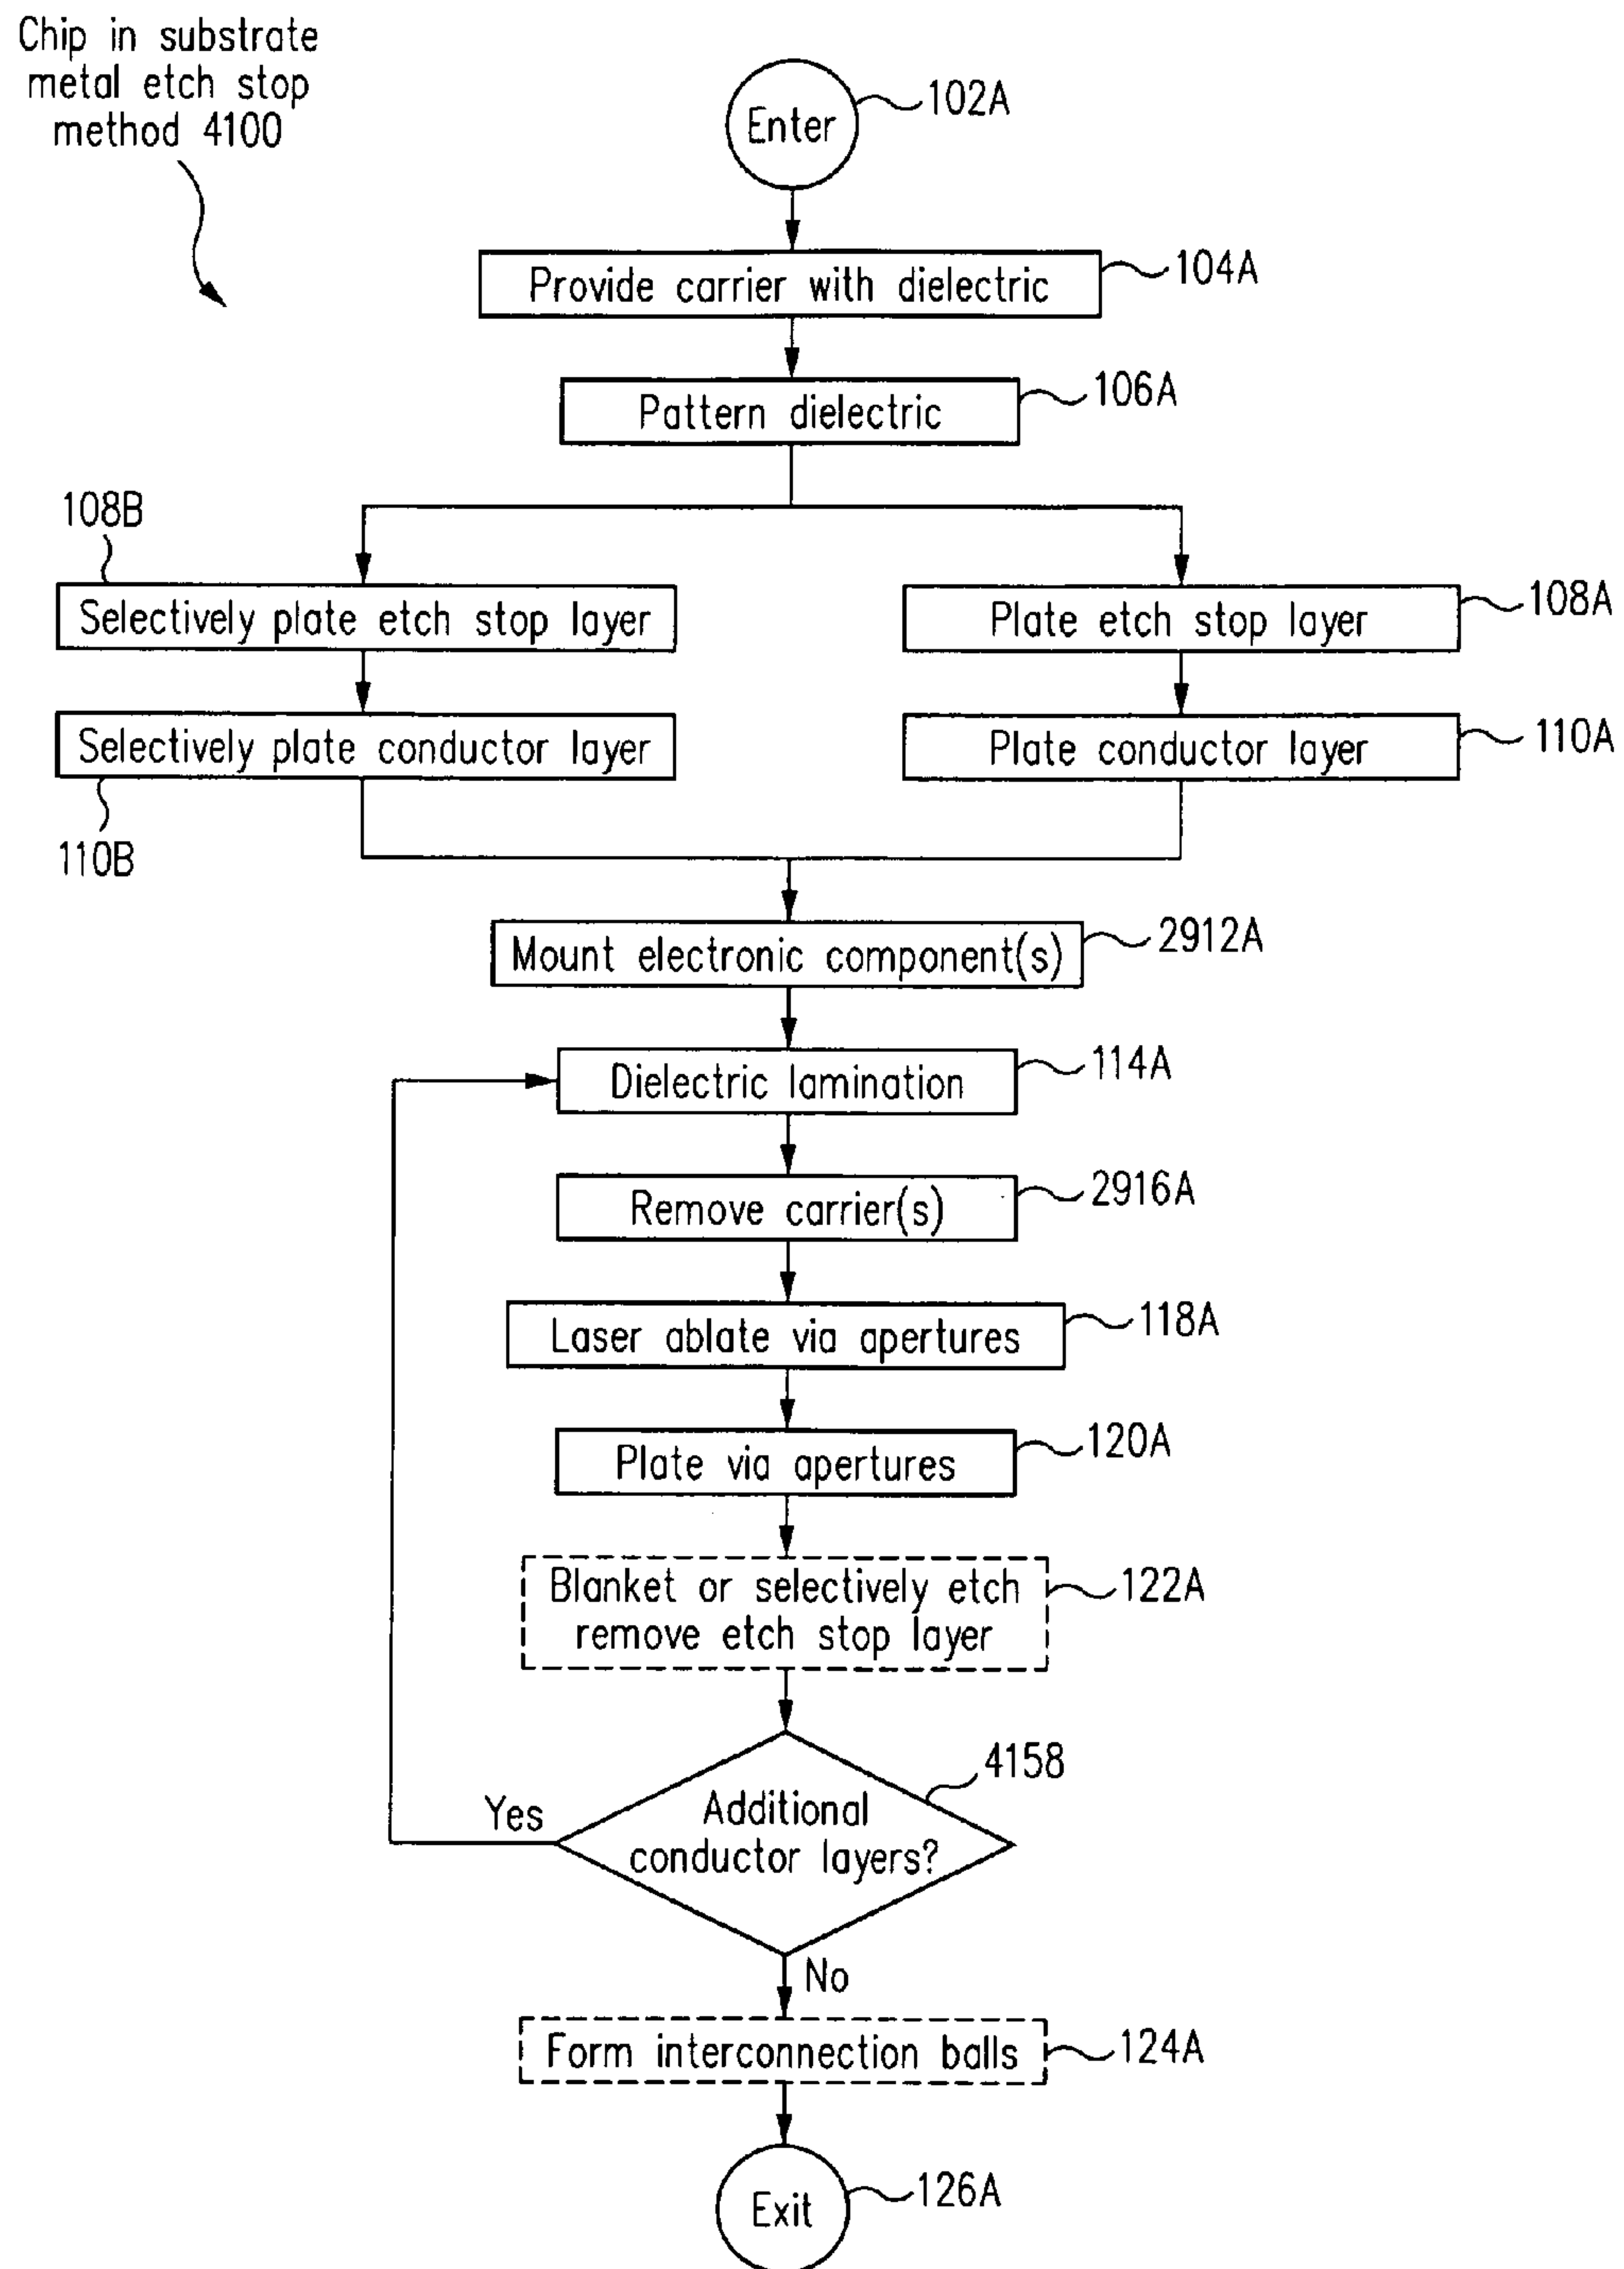 Chip in substrate
metal etch stop
method 4100
Enter
102A
Provide carrier with dielectric
104A
Pattern dielectric
106A
108B
Selectively plate etch stop layer
Plate etch stop layer
108A
Selectively plate conductor layer
Plate conductor layer
110A
110B
Mount electronic component(s)
2912A
Dielectric lamination
114A
Remove carrier(s)
2916A
Laser ablate via apertures
118A
Plate via apertures
120A
Blanket or selectively etch
remove etch stop layer
122A
4158
Yes
Additional
conductor layers?
No
Form interconnection balls
124A
Exit
126A